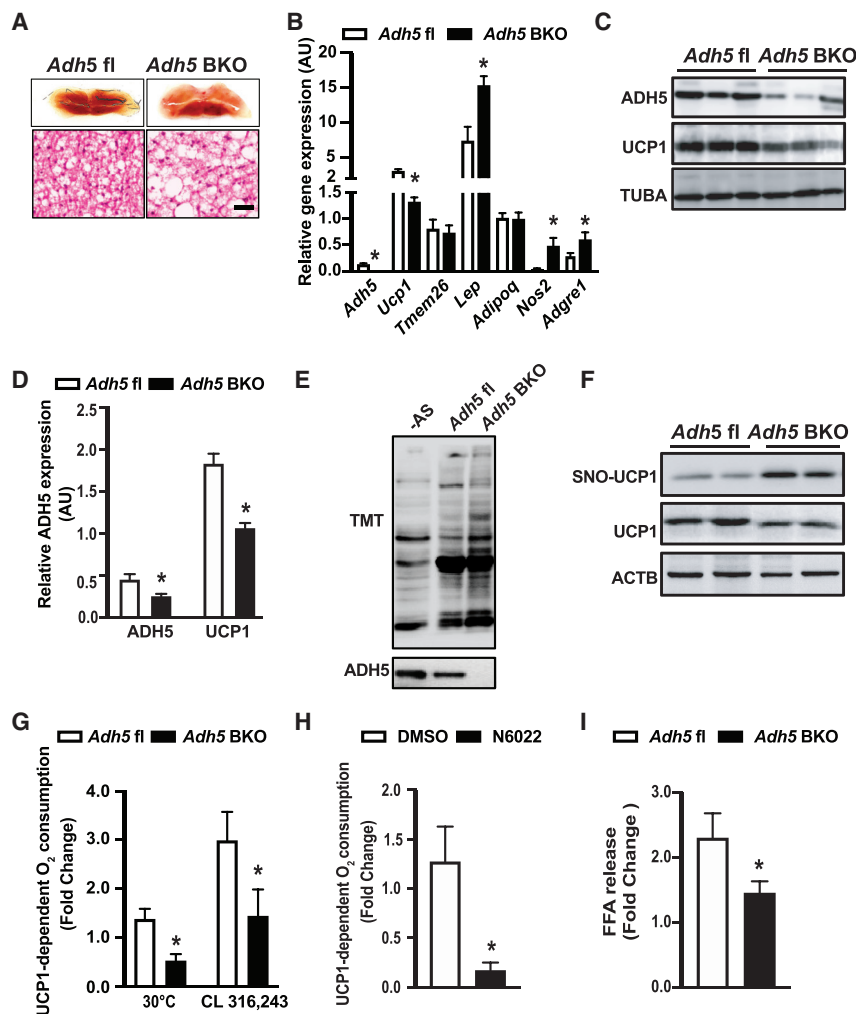 A
Adh5 fl
Adh5 BKO
B
Adh5 fl Adh5 BKO
Relative gene expression (AU)
20
15
10
5
2
1.5
1.0
0.5
0.0
*
*
*
*
*
Adh5
Ucp1
Tmem26
Lep
Adipoq
Nos2
Adgre1
C
Adh5 fl Adh5 BKO
ADH5
UCP1
TUBA
D
Adh5 fl Adh5 BKO
Relative ADH5 expression
(AU)
2.5
2.0
1.5
1.0
0.5
0.0
*
*
ADH5 UCP1
E
-AS
Adh5 fl
Adh5 BKO
TMT
ADH5
F
Adh5 fl Adh5 BKO
SNO-UCP1
UCP1
ACTB
G
Adh5 fl Adh5 BKO
UCP1-dependent O2 consumption
(Fold Change)
4.0
3.0
2.0
1.0
0.0
*
*
30°C CL 316,243
H
DMSO N6022
UCP1-dependent O2 consumption
(Fold Change)
2.0
1.5
1.0
0.5
0.0
*
I
Adh5 fl Adh5 BKO
FFA release
(Fold Change )
3.0
2.0
1.0
0.0
*